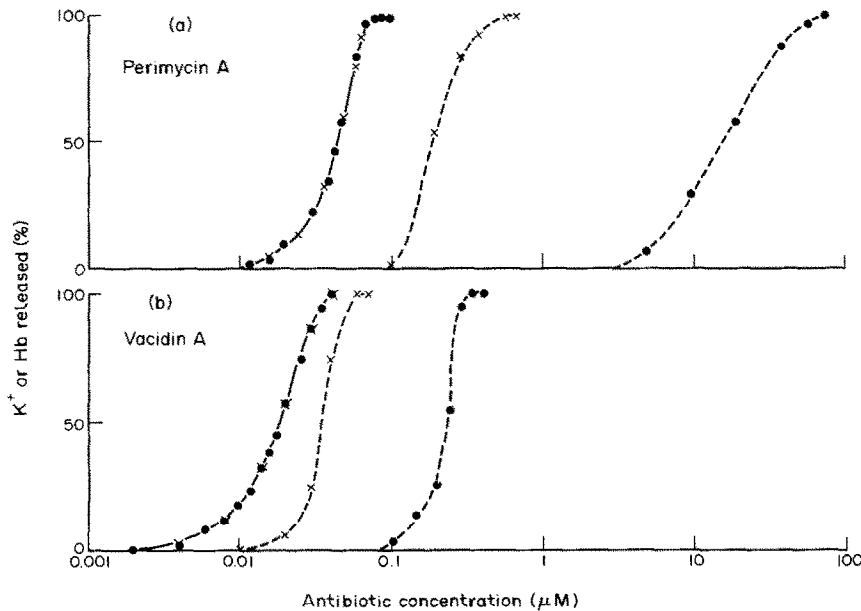 100
(a)
Perimycin A
50
0
100
(b)
Vacidin A
50
0
K+ or Hb released (%)
0.001
0.01
0.1
1
10
100
Antibiotic concentration (μM)